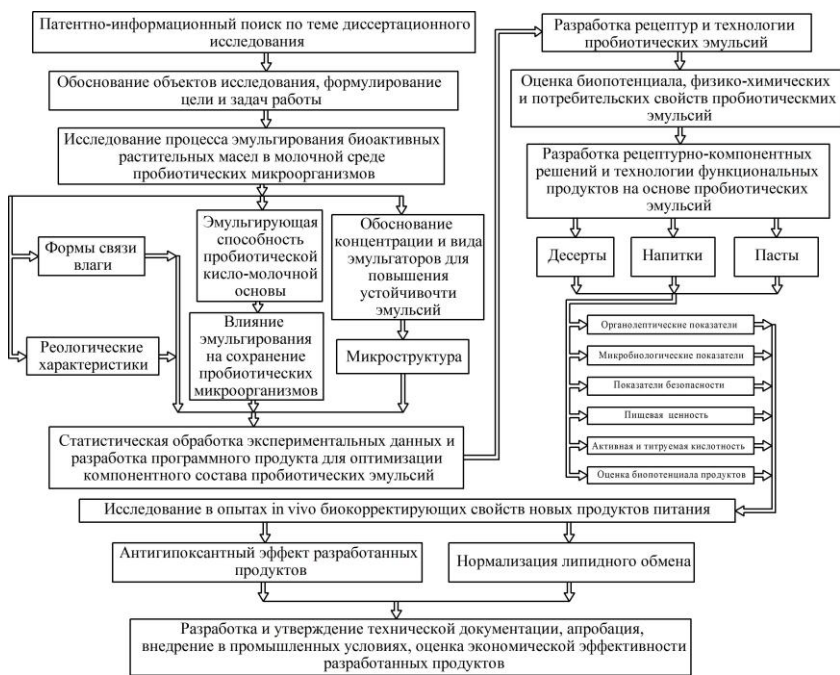 Патентно-информационный поиск по теме диссертационного
исследования
Обоснование объектов исследования, формулирование
цели и задач работы
Исследование процесса эмульгирования биоактивных
растительных масел в молочной среде
пробиотических микроорганизмов
Формы связи
влаги
Реологические
характеристики
Эмульгирующая
способность
пробиотической
кисло-молочной
основы
Влияние
эмульгирования
на сохранение
пробиотических
микроорганизмов
Обоснование
концентрации и вида
эмульгаторов для
повышения
устойчивочти
эмульсий
Микроструктура
Статистическая обработка экспериментальных данных и
разработка программного продукта для оптимизации
компонентного состава пробиотических эмульсий
Разработка рецептур и технологии
пробиотических эмульсий
Оценка биопотенциала, физико-химических
и потребительских свойств пробиотическмих
эмульсий
Разработка рецептурно-компонентных
решений и технологии функциональных
продуктов на основе пробиотических
эмульсий
Десерты
Напитки
Пасты
Органолептические показатели
Микробиологические показатели
Показатели безопасности
Пищевая ценность
Активная и титруемая кислотность
Оценка биопотенциала продуктов
Исследование в опытах in vivo биокорректирующих свойств новых продуктов питания
Антигипоксантный эффект разработанных
продуктов
Нормализация липидного обмена
Разработка и утверждение технической документации, апробация,
внедрение в промышленных условиях, оценка экономической эффективности
разработанных продуктов